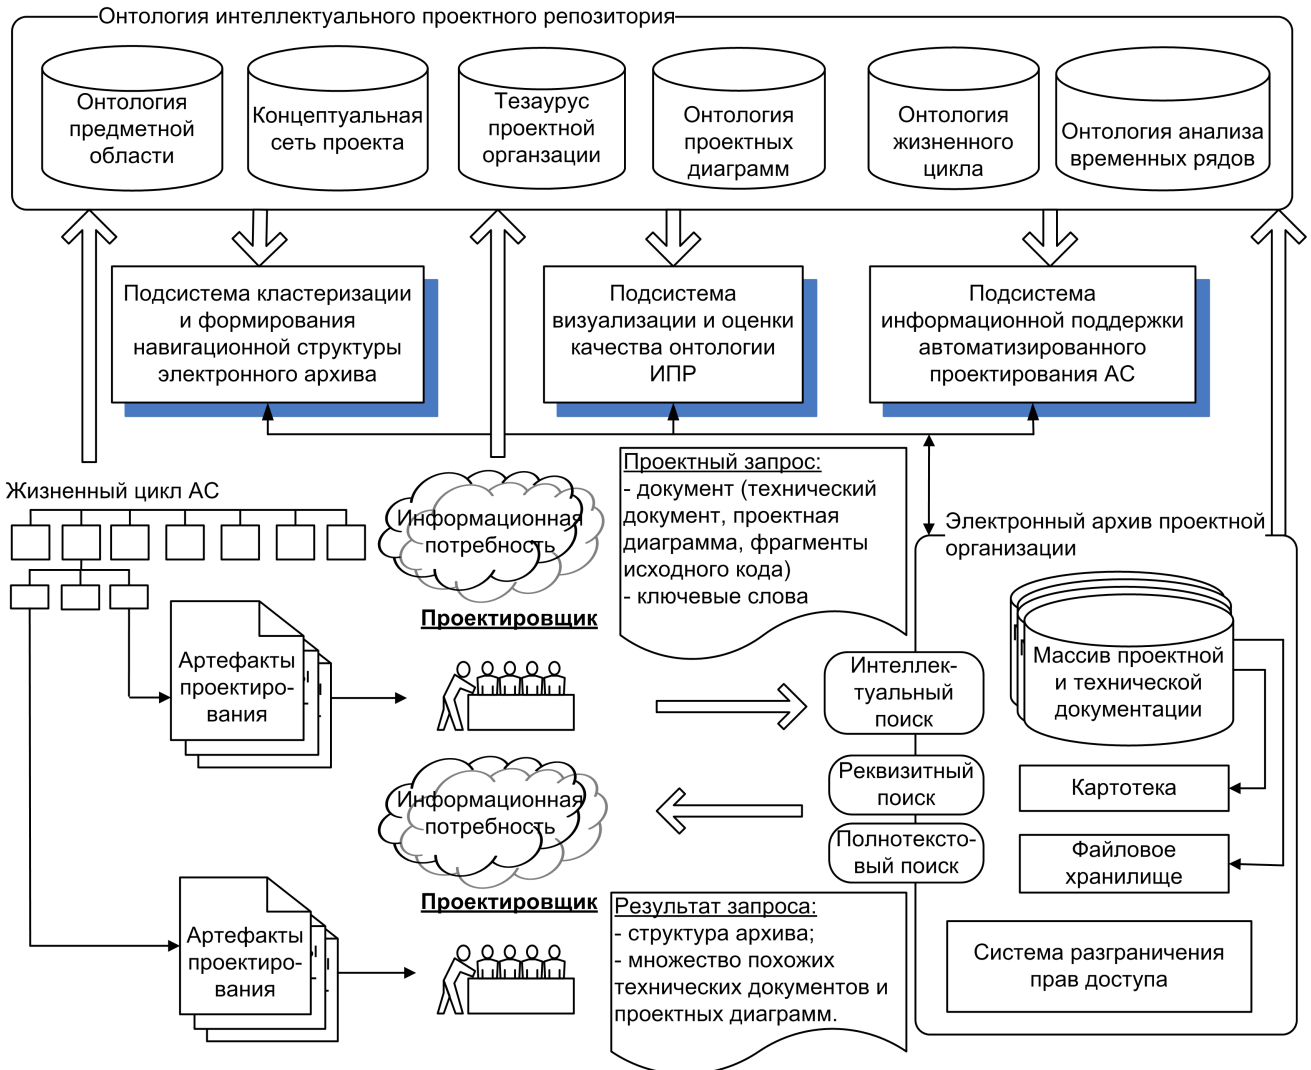 Онтология интеллектуального проектного репозитория
Онтология
предметной
области
Концептуальная
сеть проекта
Тезаурус
проектной
органзации
Онтология
проектных
диаграмм
Онтология
жизненного
цикла
Онтология анализа
временных рядов
Подсистема кластеризации
и формирования
навигационной структуры
электронного архива
Подсистема
визуализации и оценки
качества онтологии
ИПР
Подсистема
информационной поддержки
автоматизированного
проектирования АС
Жизненный цикл АС
Информационная
потребность
Проектировщик
Проектный запрос:
- документ (технический
документ, проектная
диаграмма, фрагменты
исходного кода)
- ключевые слова
Электронный архив проектной
организации
Артефакты
проектиро-
вания
Интеллек-
туальный
поиск
Массив проектной
и технической
документации
Реквизитный
поиск
Картотека
Информационная
потребность
Полнотексто-
вый поиск
Файловое
хранилище
Проектировщик
Артефакты
проектиро-
вания
Результат запроса:
- структура архива;
- множество похожих
технических документов и
проектных диаграмм.
Система разграничения
прав доступа